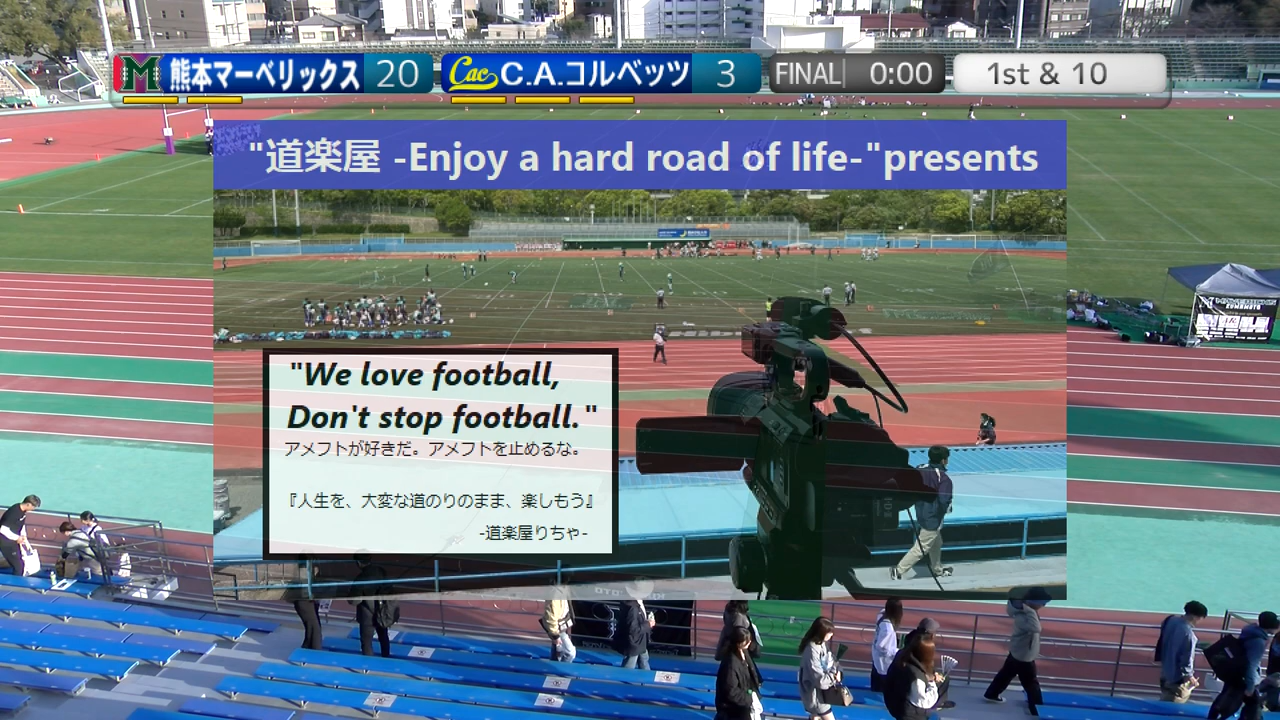 M 熊本マーベリックス 20 Cac C.A.コルベッツ 3 FINAL 0:00 1st & 10
"道楽屋 -Enjoy a hard road of life-"presents
"We love football,
Don't stop football."
アメフトが好きだ。アメフトを止めるな。
『人生を、大変な道のりのまま、楽しもう』
-道楽屋りちゃ-